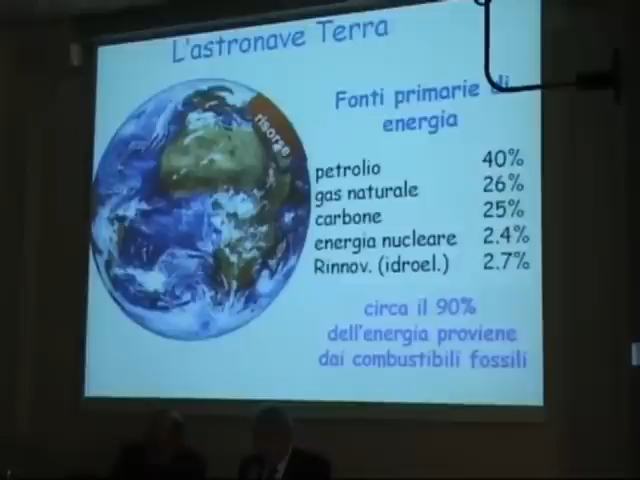 L'astronave Terra
risorse
Fonti primarie di
energia
petrolio 40%
gas naturale 26%
carbone 25%
energia nucleare 2.4%
Rinnov. (idroel.) 2.7%
circa il 90%
dell'energia proviene
dai combustibili fossili